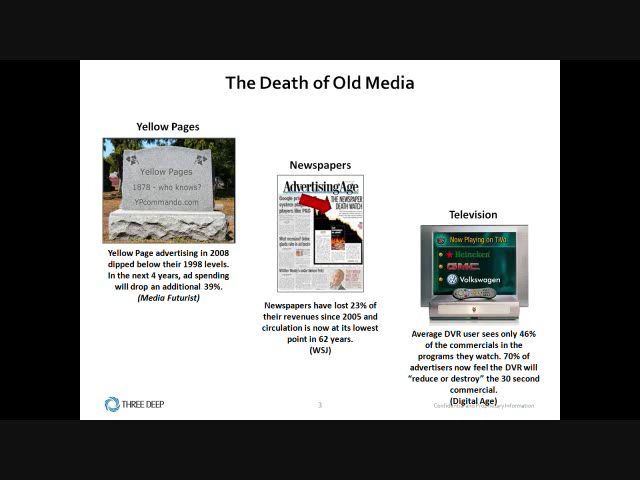 The Death of Old Media
Yellow Pages
Yellow Pages
1878 - who knows?
YPcommando.com
Yellow Page advertising in 2008
dipped below their 1998 levels.
In the next 4 years, ad spending
will drop an additional 39%.
(Media Futurist)
Newspapers
AdvertisingAge
THE NEWSPAPER
DEATH WATCH
Newspapers have lost 23% of
their revenues since 2005 and
circulation is now at its lowest
point in 62 years.
(WSJ)
Television
Now Playing on TiVo
Heineken
GMC
Volkswagen
Average DVR user sees only 46%
of the commercials in the
programs they watch. 70% of
advertisers now feel the DVR will
"reduce or destroy" the 30 second
commercial.
(Digital Age)
THREE DEEP
3
Confidential and Proprietary Information